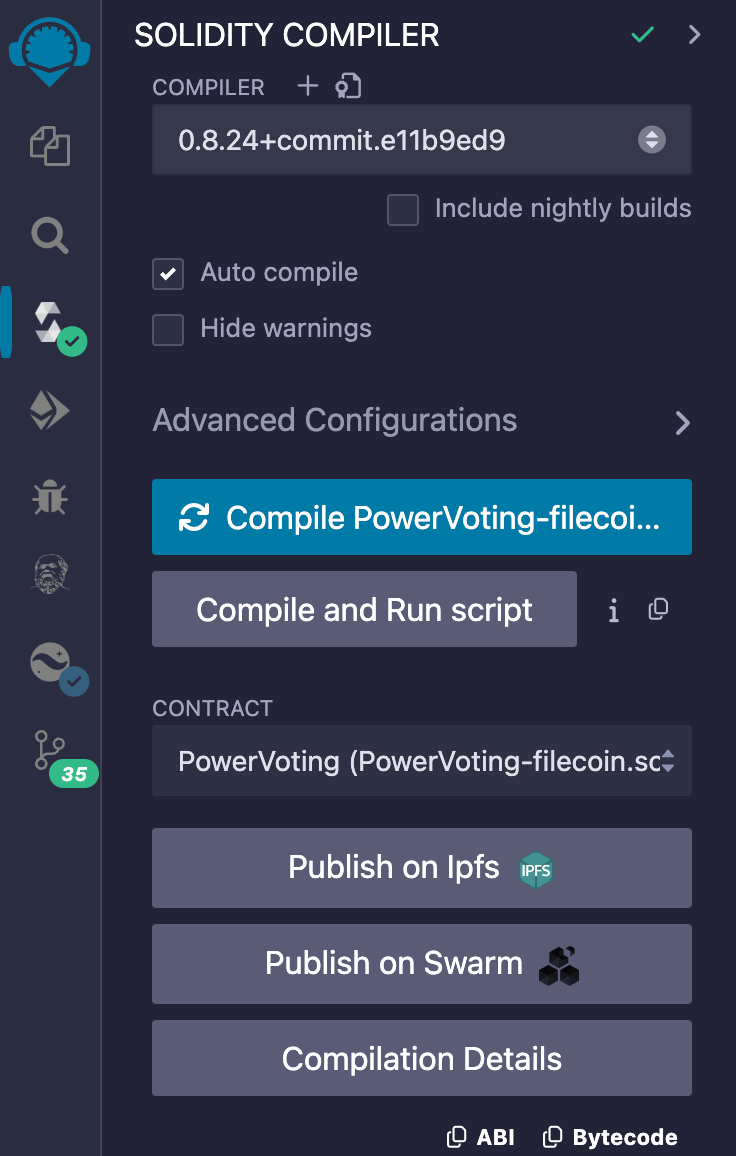 SOLIDITY COMPILER
COMPILER
0.8.24+commit.e11b9ed9
Include nightly builds
Auto compile
Hide warnings
Advanced Configurations
Compile PowerVoting-filecoi...
Compile and Run script
CONTRACT
PowerVoting (PowerVoting-filecoin.sc
35
Publish on Ipfs IPFS
Publish on Swarm
Compilation Details
ABI Bytecode